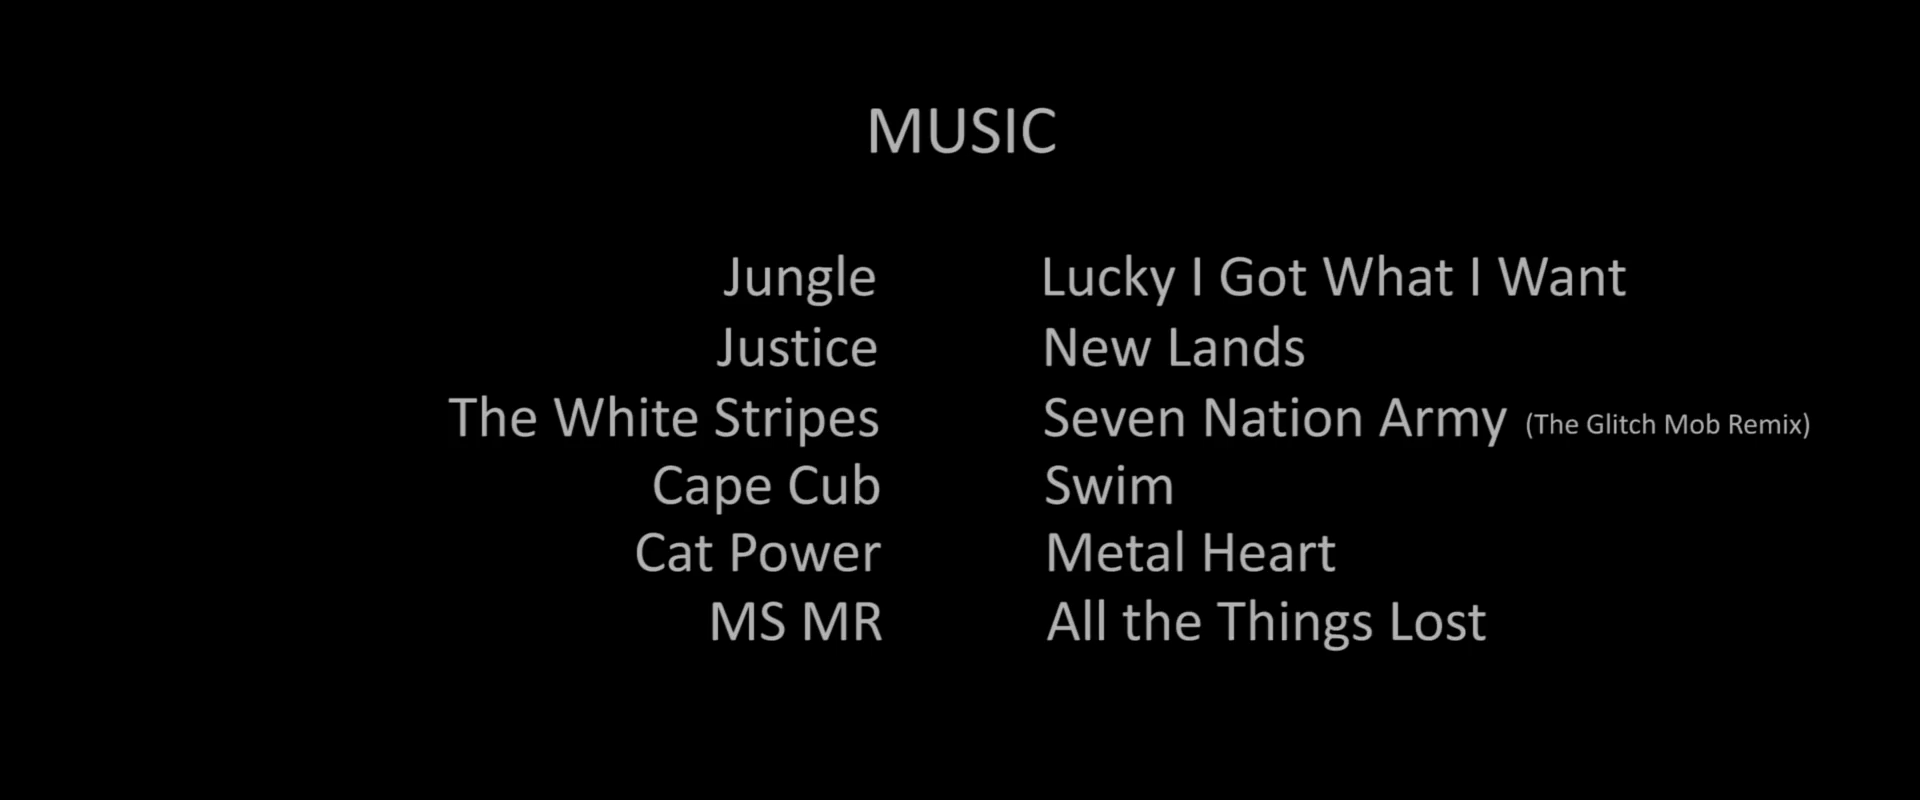 MUSIC
Jungle Lucky I Got What I Want
Justice New Lands
The White Stripes Seven Nation Army (The Glitch Mob Remix)
Cape Cub Swim
Cat Power Metal Heart
MS MR All the Things Lost